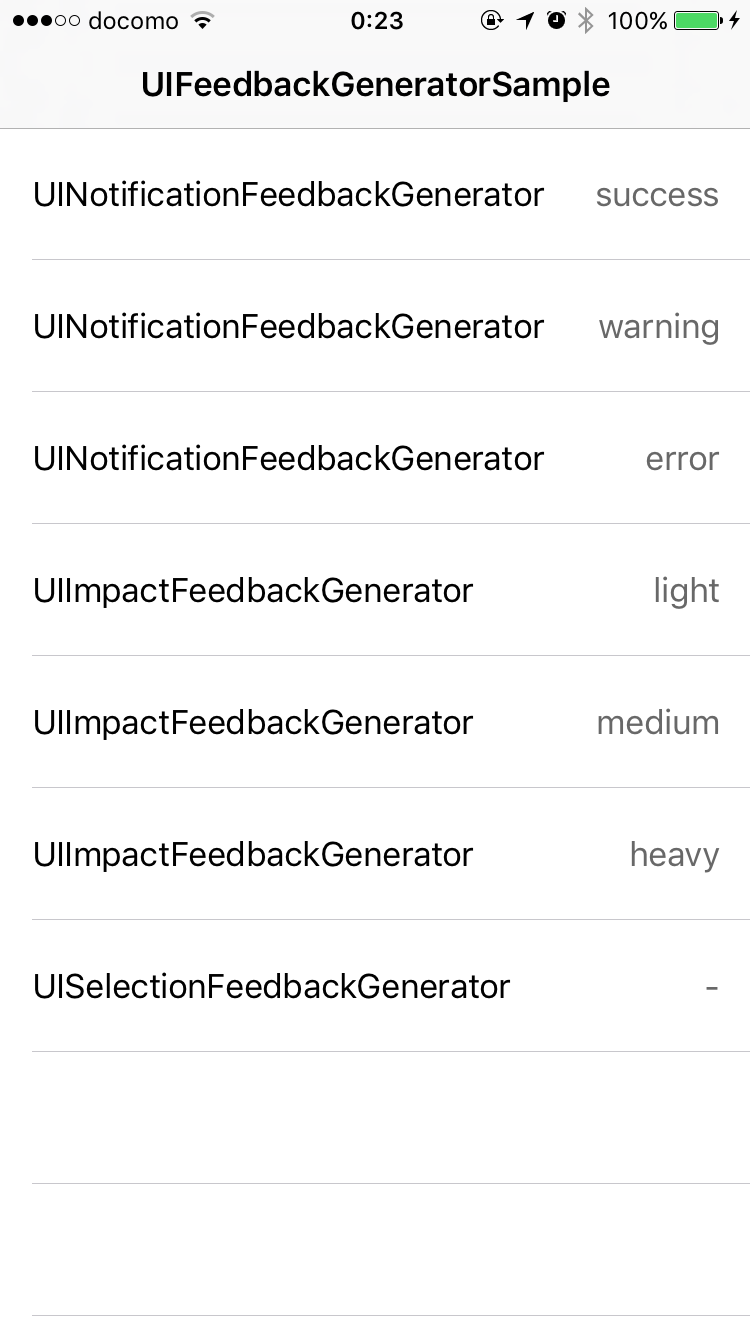 docomo 0:23 100%
UIFeedbackGeneratorSample
UINotificationFeedbackGenerator success
UINotificationFeedbackGenerator warning
UINotificationFeedbackGenerator error
UIImpactFeedbackGenerator light
UIImpactFeedbackGenerator medium
UIImpactFeedbackGenerator heavy
UISelectionFeedbackGenerator -